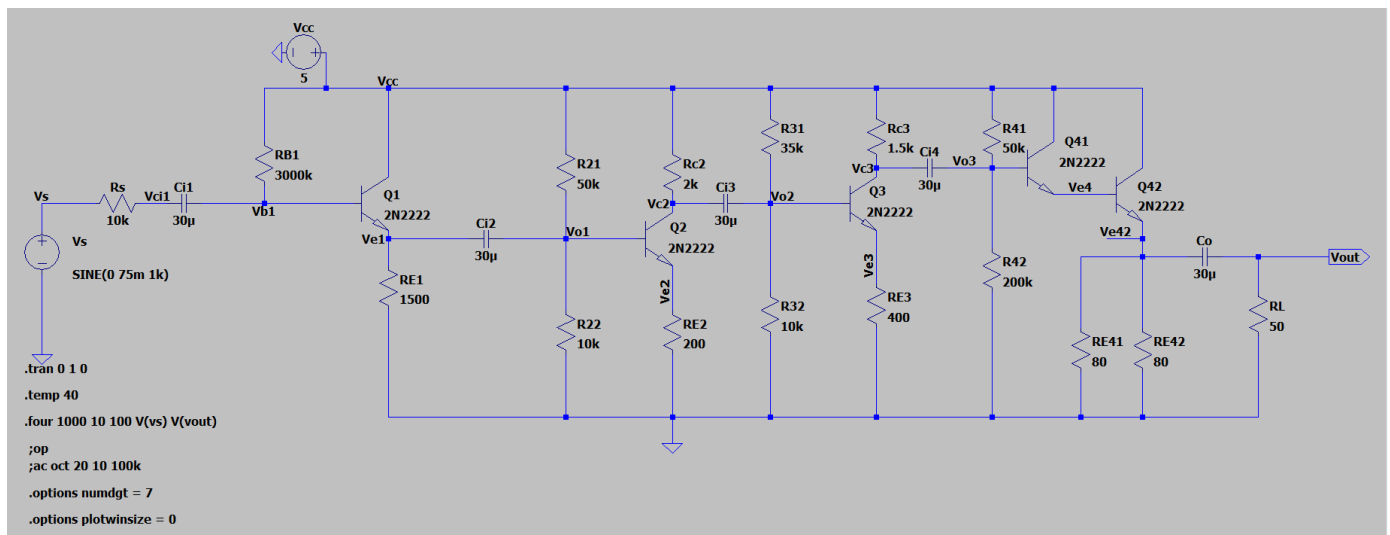 Vcc
5
Vcc
RB1
3000k
Vs
Rs
10k
Vci1
Ci1
30µ
Vb1
Vs
SINE(0 75m 1k)
Q1
2N2222
Ve1
RE1
1500
Ci2
30µ
R21
50k
Vo1
R22
10k
Rc2
2k
Vc2
Q2
2N2222
Ve2
RE2
200
Ci3
30µ
R31
35k
Vo2
R32
10k
Rc3
1.5k
Vc3
Q3
2N2222
Ve3
RE3
400
Ci4
30µ
Vo3
R41
50k
R42
200k
Q41
2N2222
Ve4
Q42
2N2222
Ve42
RE41
80
RE42
80
Co
30µ
RL
50
Vout
.tran 0 1 0
.temp 40
.four 1000 10 100 V(vs) V(vout)
;op
;ac oct 20 10 100k
.options numdgt = 7
.options plotwinsize = 0